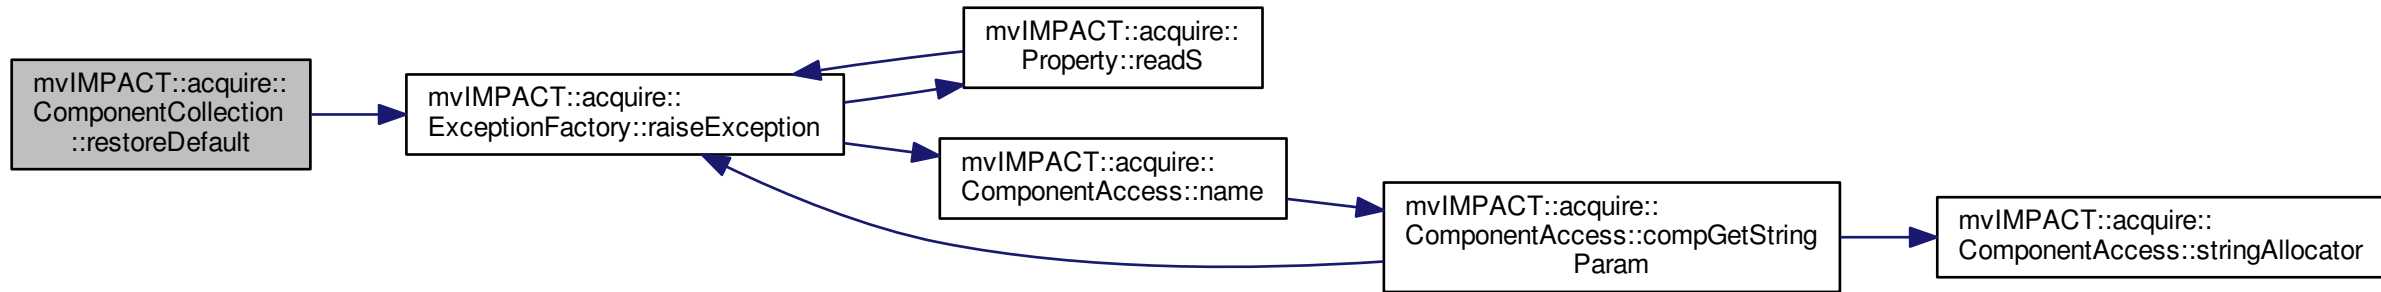 mvIMPACT::acquire::
ComponentCollection
::restoreDefault
mvIMPACT::acquire::
ExceptionFactory::raiseException
mvIMPACT::acquire::
Property::readS
mvIMPACT::acquire::
ComponentAccess::name
mvIMPACT::acquire::
ComponentAccess::compGetString
Param
mvIMPACT::acquire::
ComponentAccess::stringAllocator